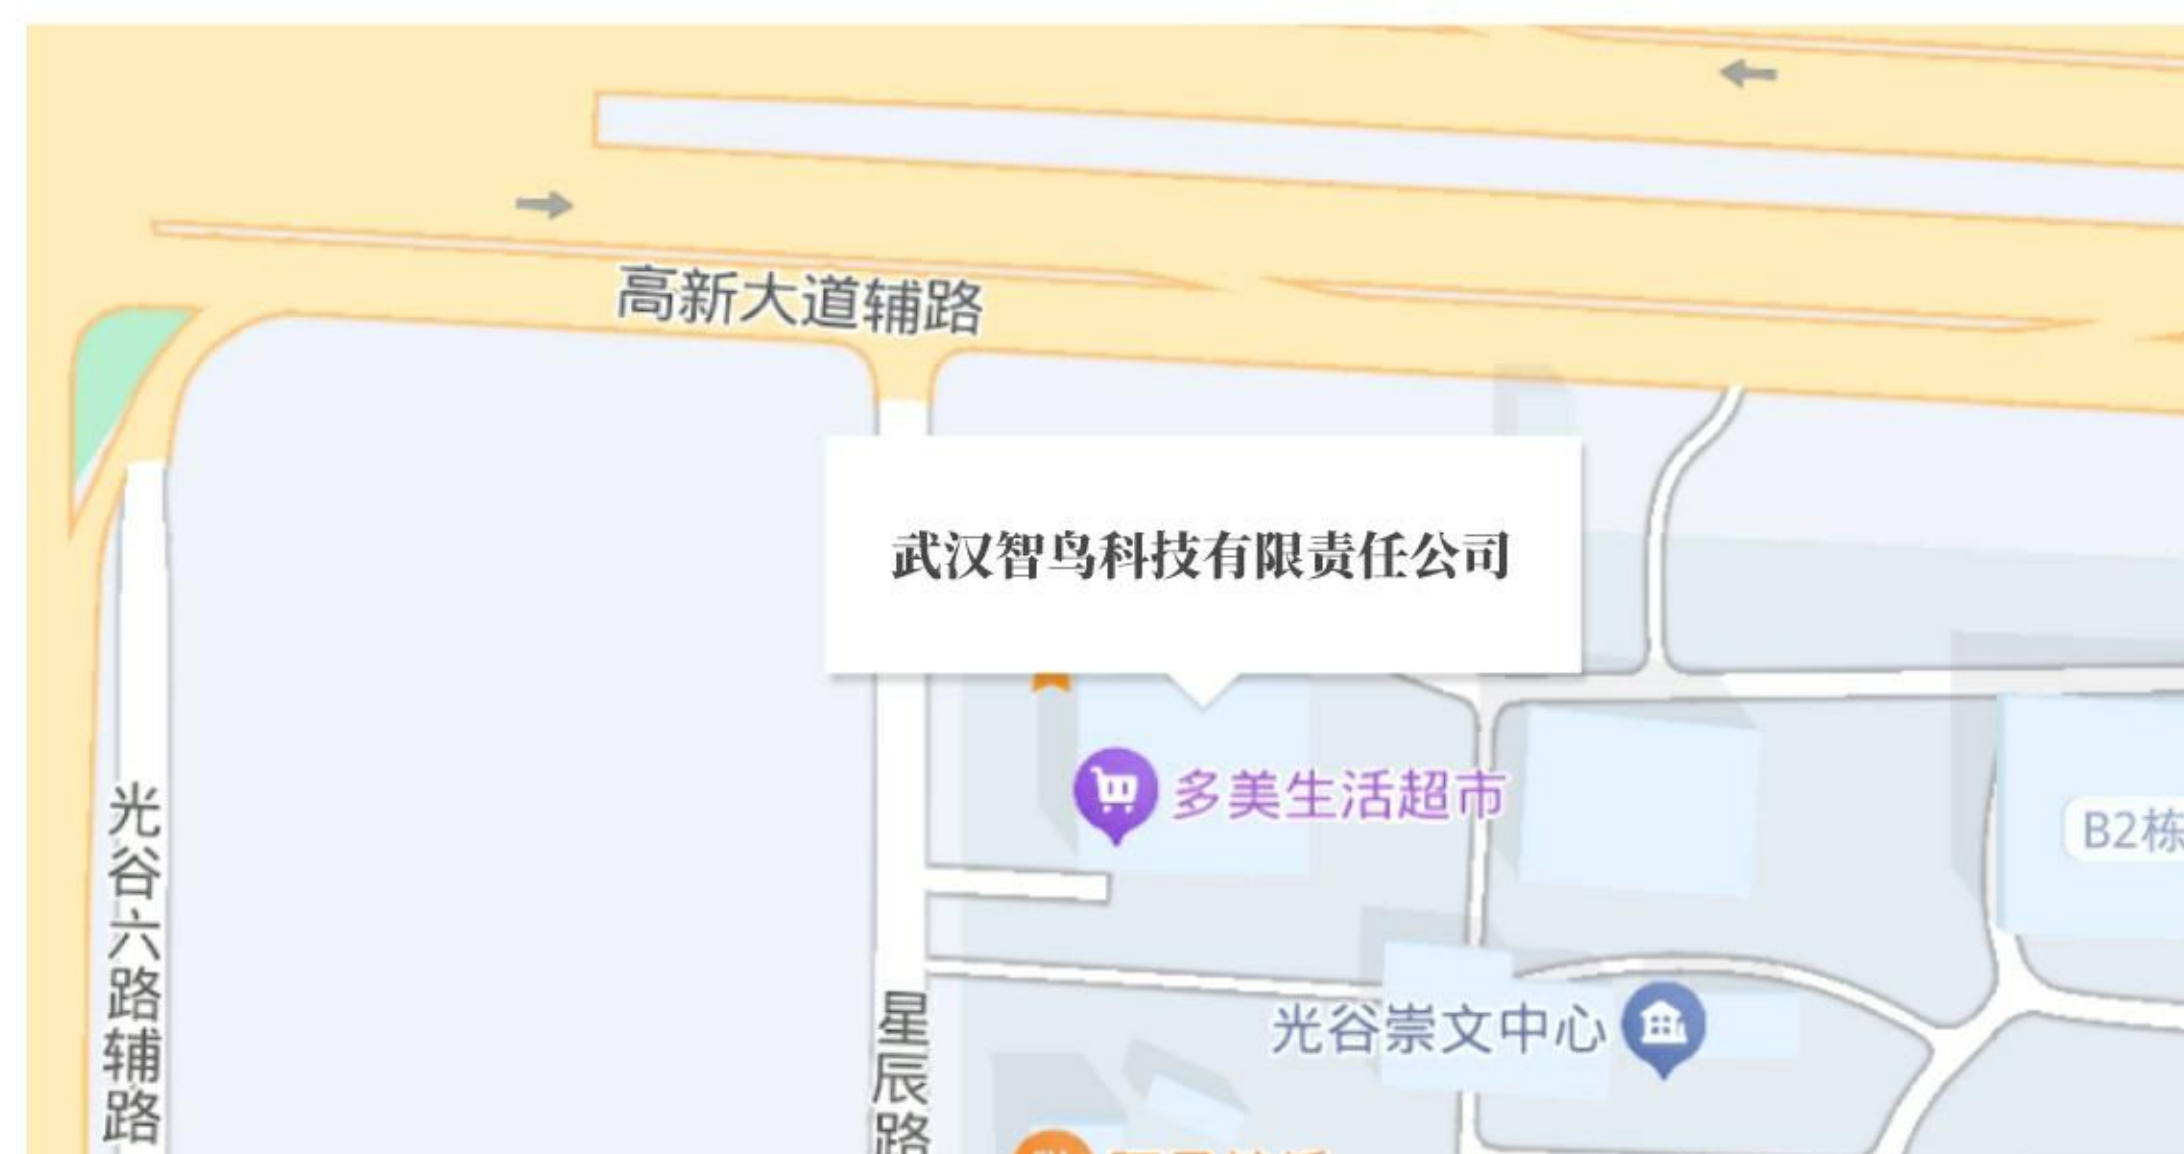 高新大道辅路
武汉智鸟科技有限责任公司
多美生活超市
B2栋
光谷六路辅路
星辰路
光谷崇文中心